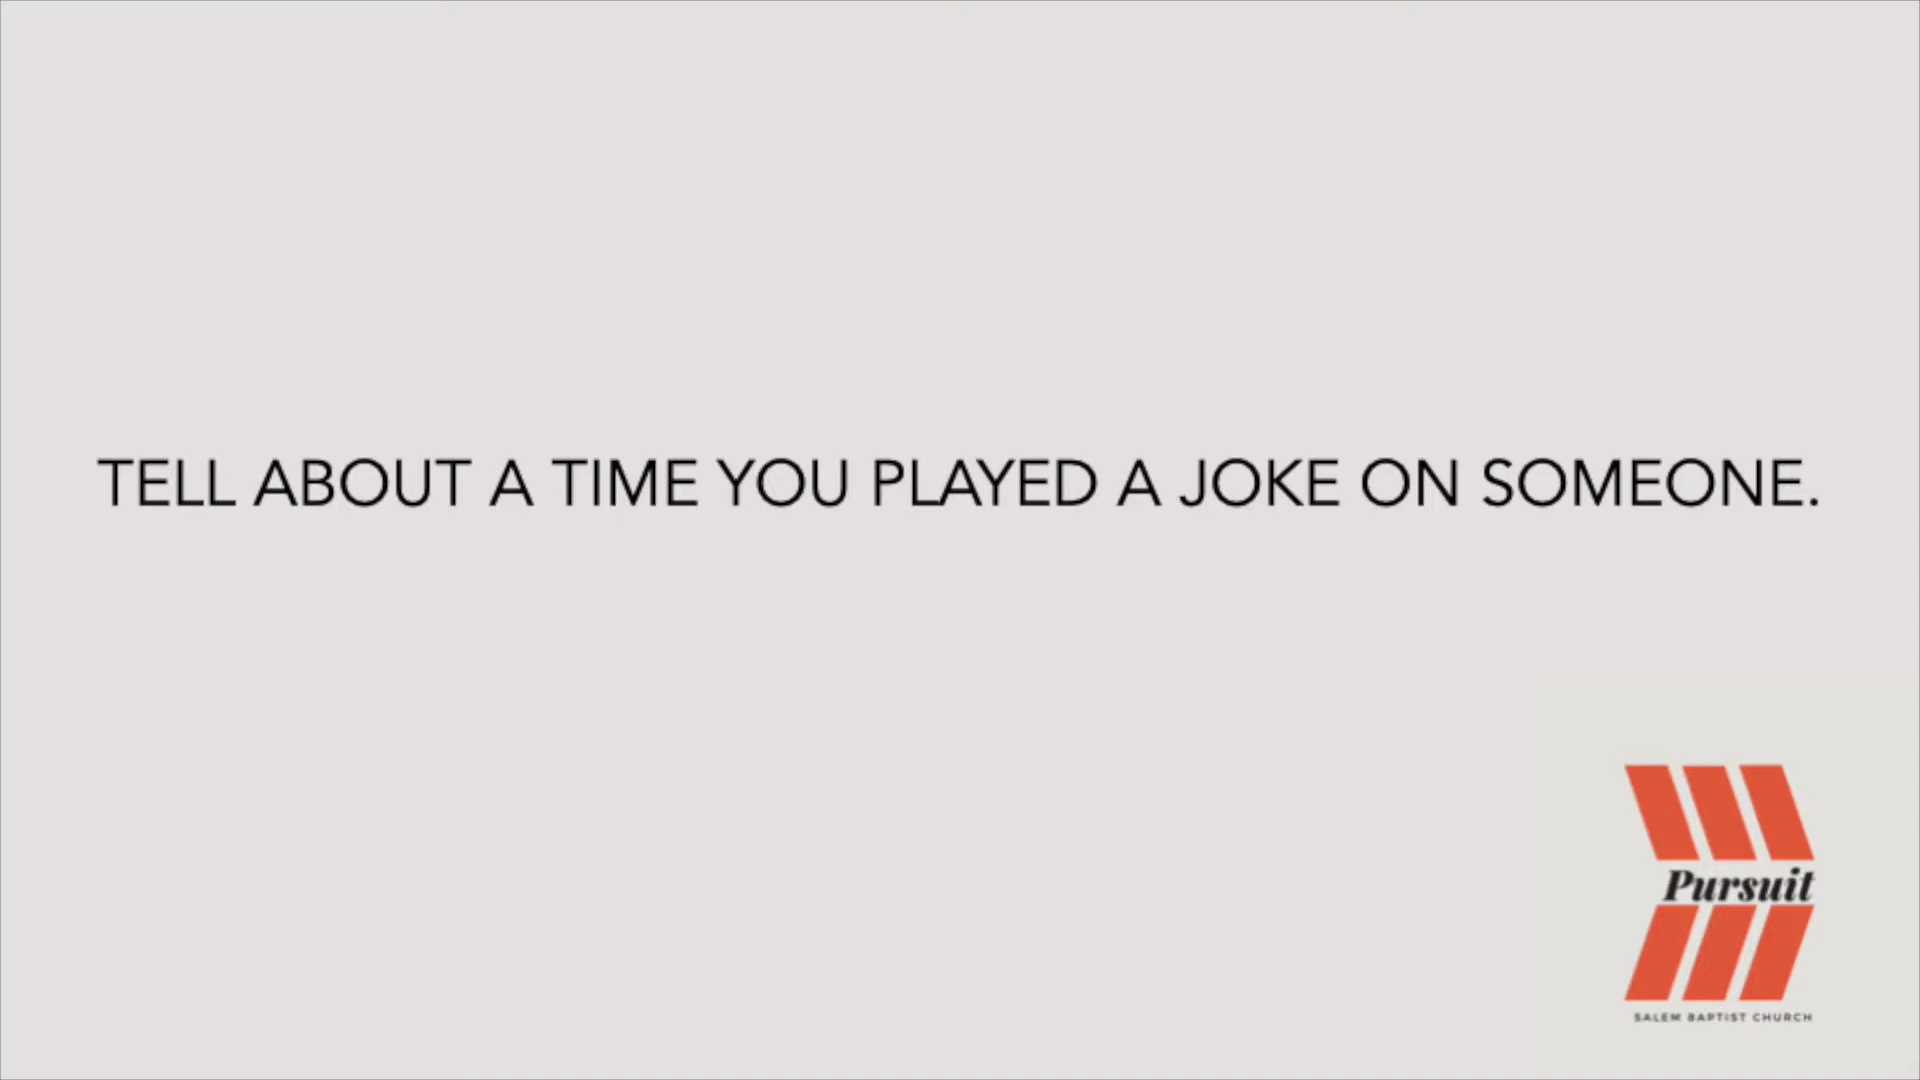 TELL ABOUT A TIME YOU PLAYED A JOKE ON SOMEONE.
Pursuit
SALEM BAPTIST CHURCH